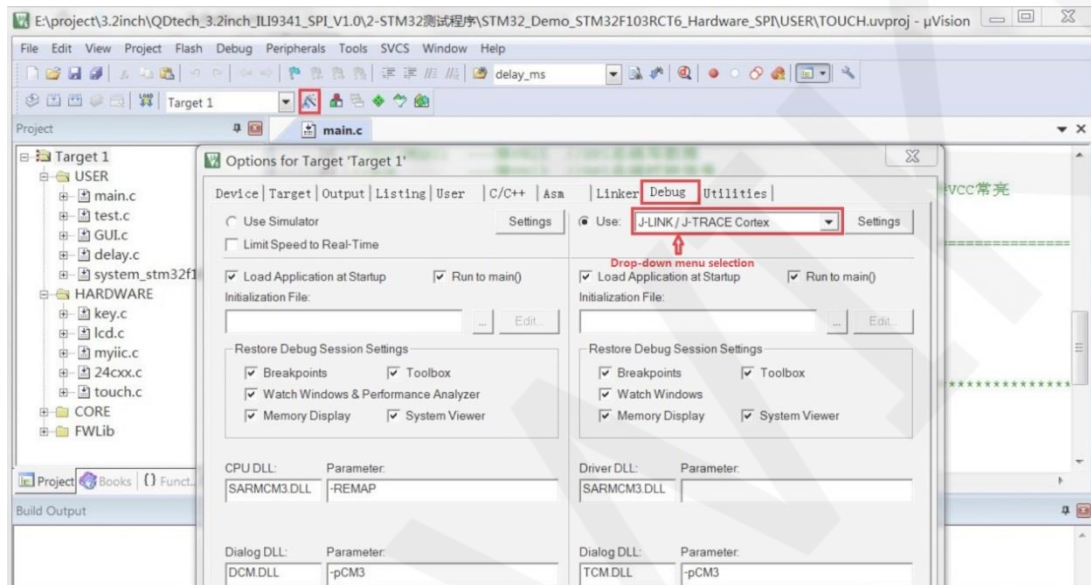 E:\project\3.2inch\QDtech_3.2inch_ILI9341_SPI_V1.0\2-STM32测试程序\STM32_Demo_STM32F103RCT6_Hardware_SPI\USER\TOUCH.uvproj - µVision
File Edit View Project Flash Debug Peripherals Tools SVCS Window Help
delay_ms
Target 1
Project
main.c
Target 1
USER
main.c
test.c
GUI.c
delay.c
system_stm32f1
HARDWARE
key.c
lcd.c
myiic.c
24cxx.c
touch.c
CORE
FWLib
Project Books {} Funct..
Build Output
Options for Target 'Target 1'
Device Target Output Listing User C/C++ Asm Linker Debug Utilities
Use Simulator Settings
Limit Speed to Real-Time
Load Application at Startup Run to main()
Initialization File:
... Edit...
Restore Debug Session Settings
Breakpoints Toolbox
Watch Windows & Performance Analyzer
Memory Display System Viewer
CPU DLL: Parameter:
SARMCM3.DLL -REMAP
Dialog DLL: Parameter:
DCM.DLL -pCM3
Use: J-LINK / J-TRACE Cortex Settings
Drop-down menu selection
Load Application at Startup Run to main()
Initialization File:
... Edit...
Restore Debug Session Settings
Breakpoints Toolbox
Watch Windows
Memory Display System Viewer
Driver DLL: Parameter:
SARMCM3.DLL
Dialog DLL: Parameter:
TCM.DLL -pCM3
vcc常亮
===============
***************